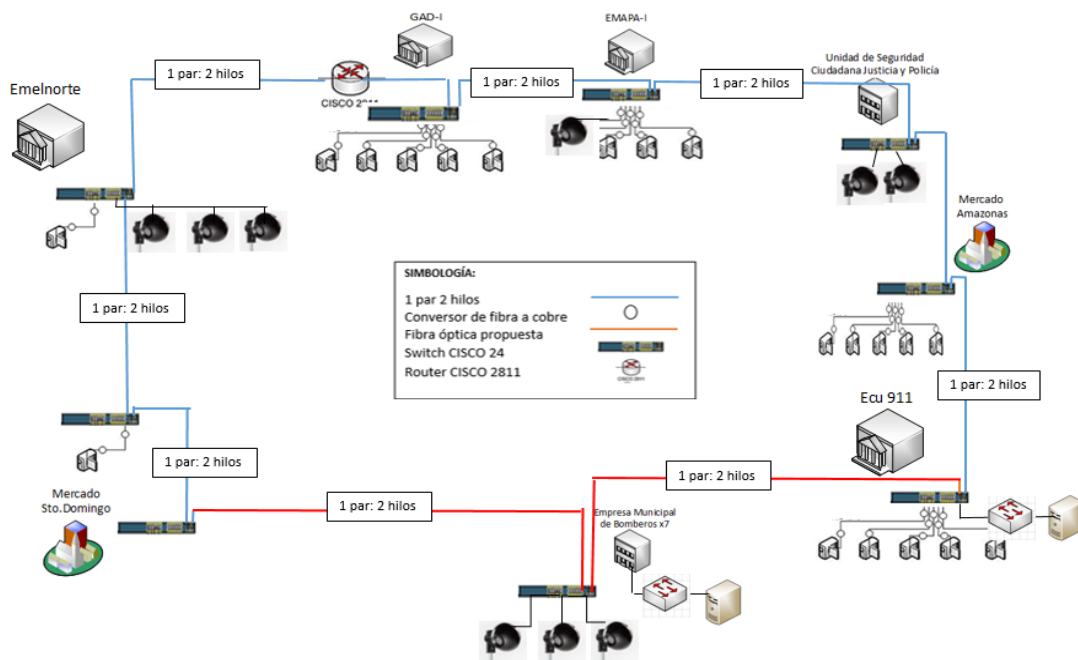 GAD-I
EMAPA-I
Unidad de Seguridad
Ciudadana Justicia y Policía
1 par: 2 hilos
1 par: 2 hilos
1 par: 2 hilos
Emelnorte
CISCO 2811
Mercado
Amazonas
SIMBOLOGÍA:
1 par 2 hilos
Conversor de fibra a cobre
Fibra óptica propuesta
Switch CISCO 24
Router CISCO 2811
CISCO 2811
1 par: 2 hilos
1 par: 2 hilos
Ecu 911
1 par: 2 hilos
1 par: 2 hilos
Mercado
Sto.Domingo
1 par: 2 hilos
Empresa Municipal
de Bomberos x7